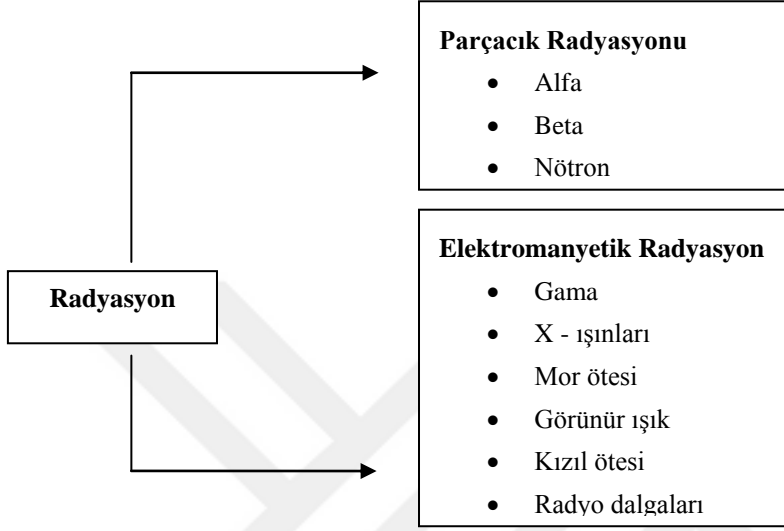 Parçacık Radyasyonu
• Alfa
• Beta
• Nötron
Radyasyon
Elektromanyetik Radyasyon
• Gama
• X - ışınları
• Mor ötesi
• Görünür ışık
• Kızıl ötesi
• Radyo dalgaları